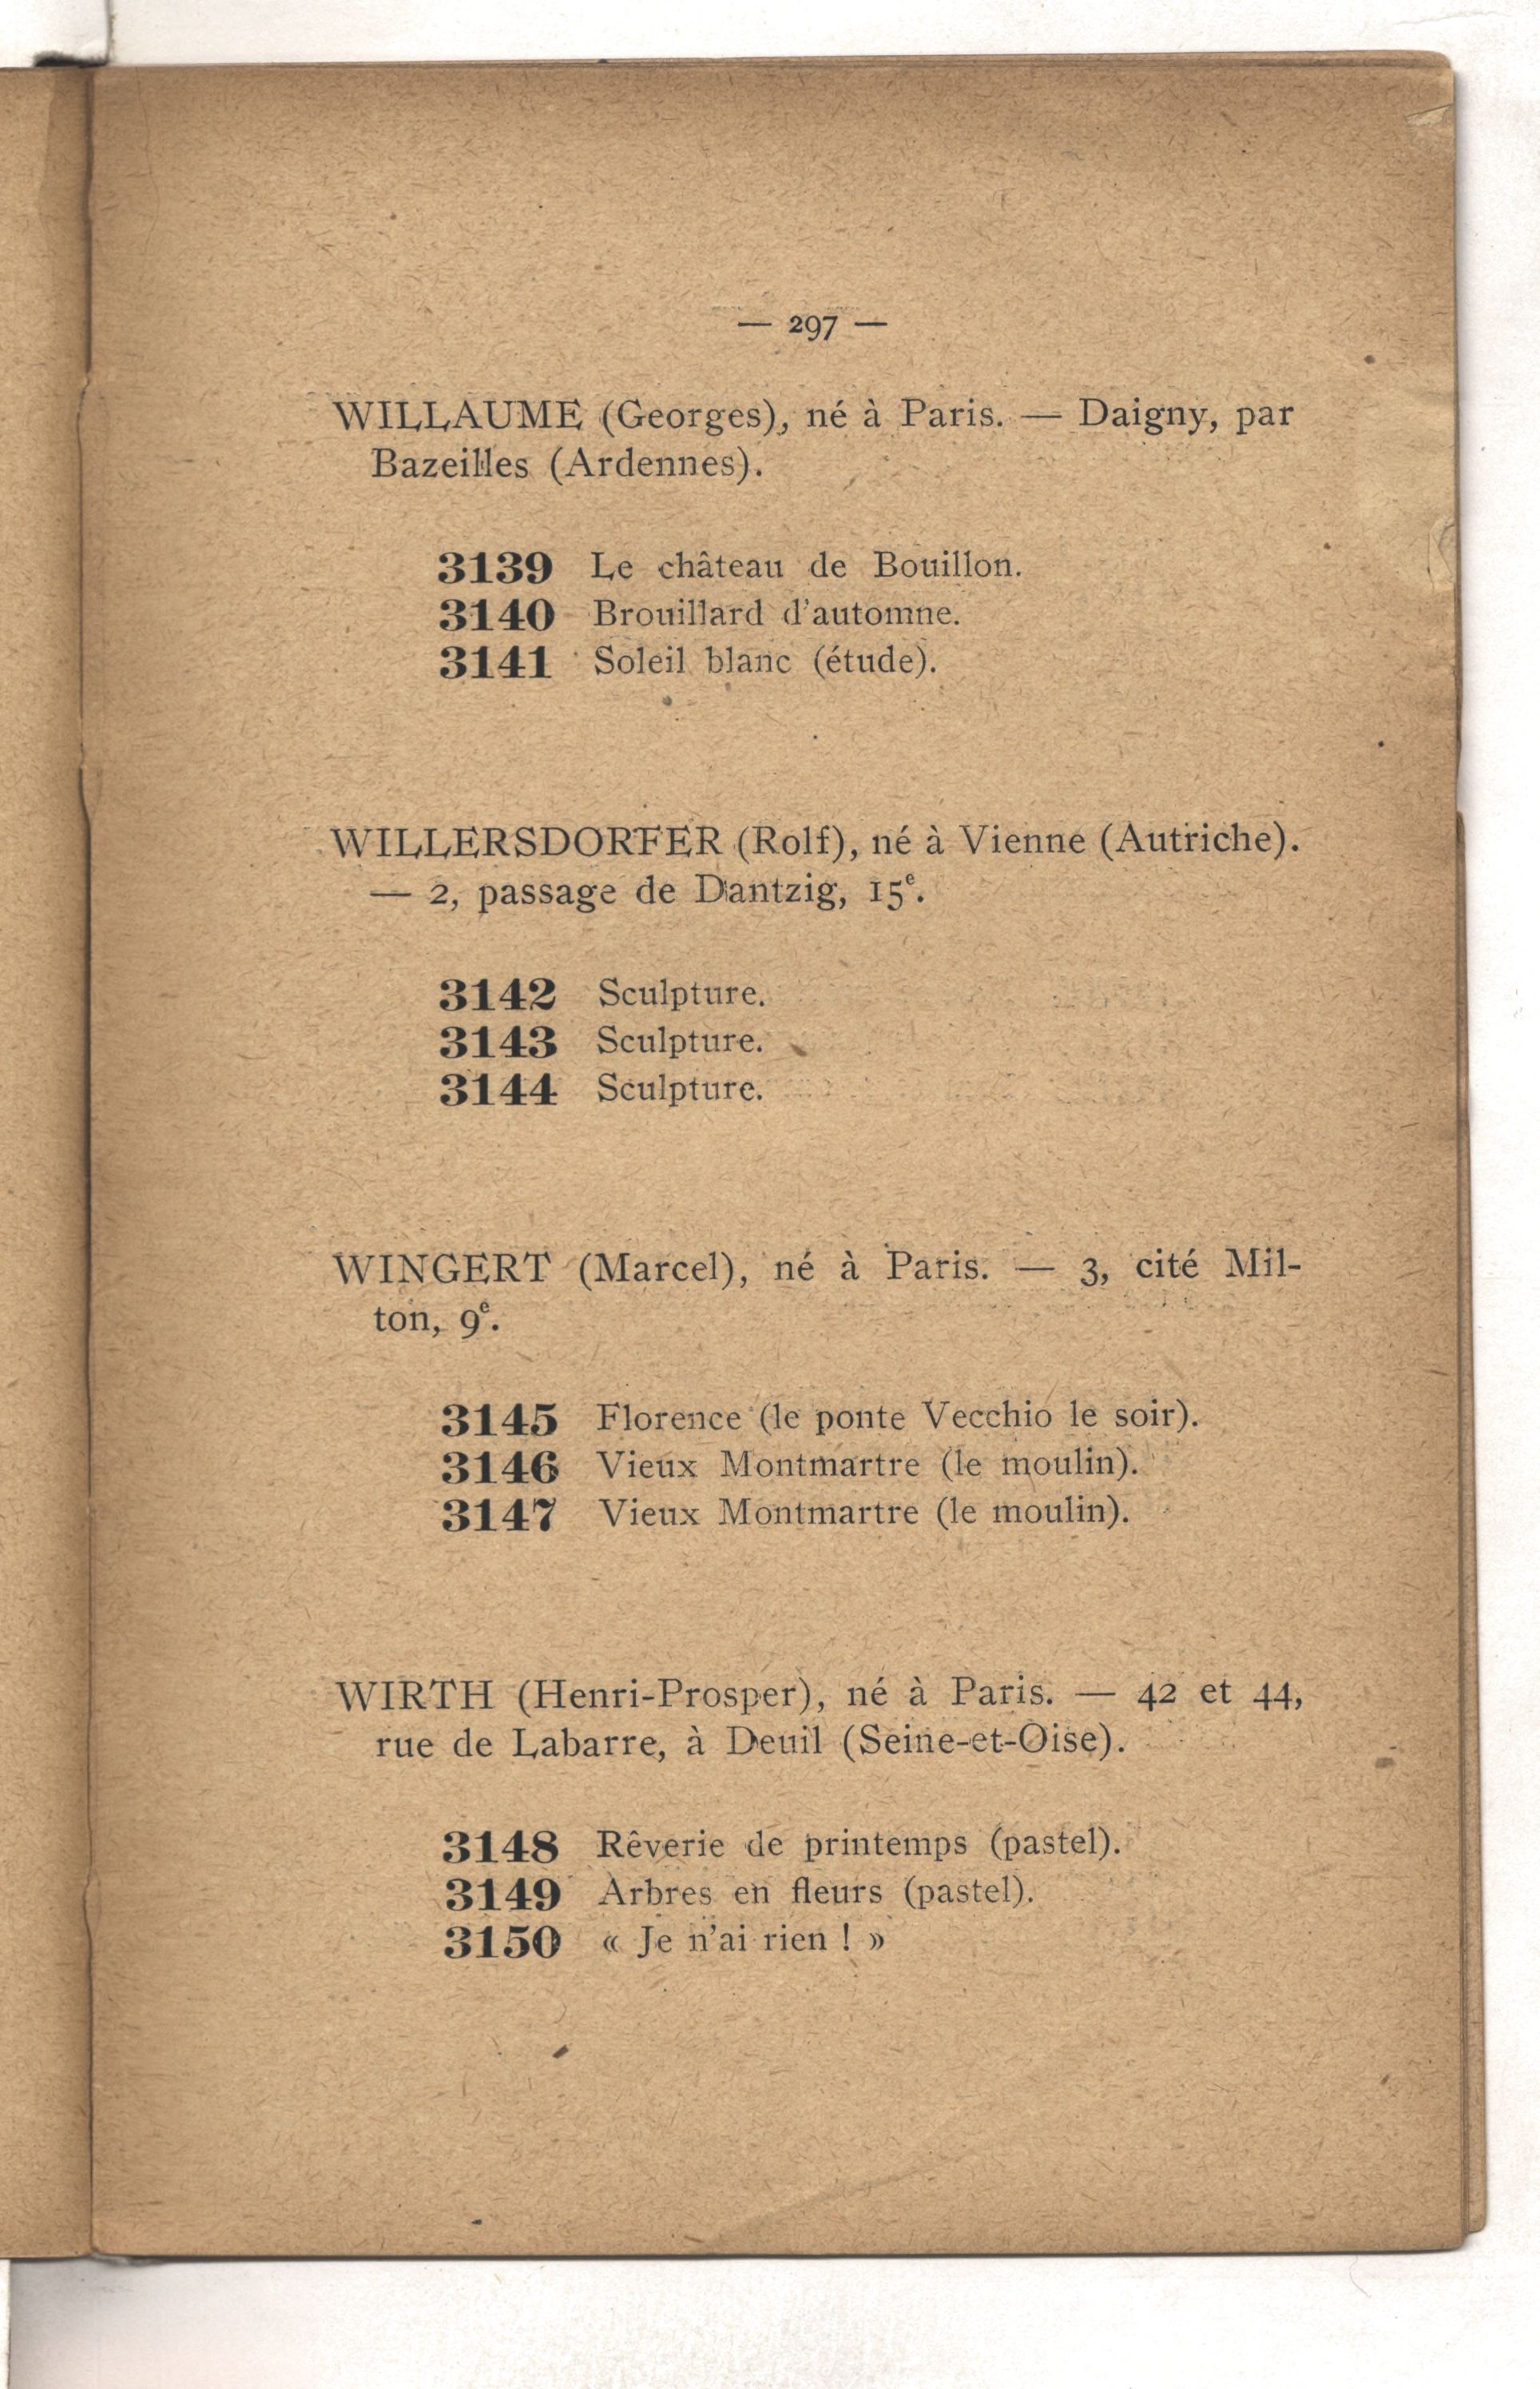 — 297 —
WILLAUME (Georges), né à Paris. — Daigny, par
Bazeilles (Ardennes).
3139 Le château de Bouillon.
3140 Brouillard d'automne.
3141 Soleil blanc (étude).
WILLERSDORFER (Rolf), né à Vienne (Autriche).
— 2, passage de Dantzig, 15e.
3142 Sculpture.
3143 Sculpture.
3144 Sculpture.
WINGERT (Marcel), né à Paris. — 3, cité Mil-
ton, 9e.
3145 Florence (le ponte Vecchio le soir).
3146 Vieux Montmartre (le moulin).
3147 Vieux Montmartre (le moulin).
WIRTH (Henri-Prosper), né à Paris. — 42 et 44,
rue de Labarre, à Deuil (Seine-et-Oise).
3148 Rêverie de printemps (pastel).
3149 Arbres en fleurs (pastel).
3150 « Je n'ai rien ! »